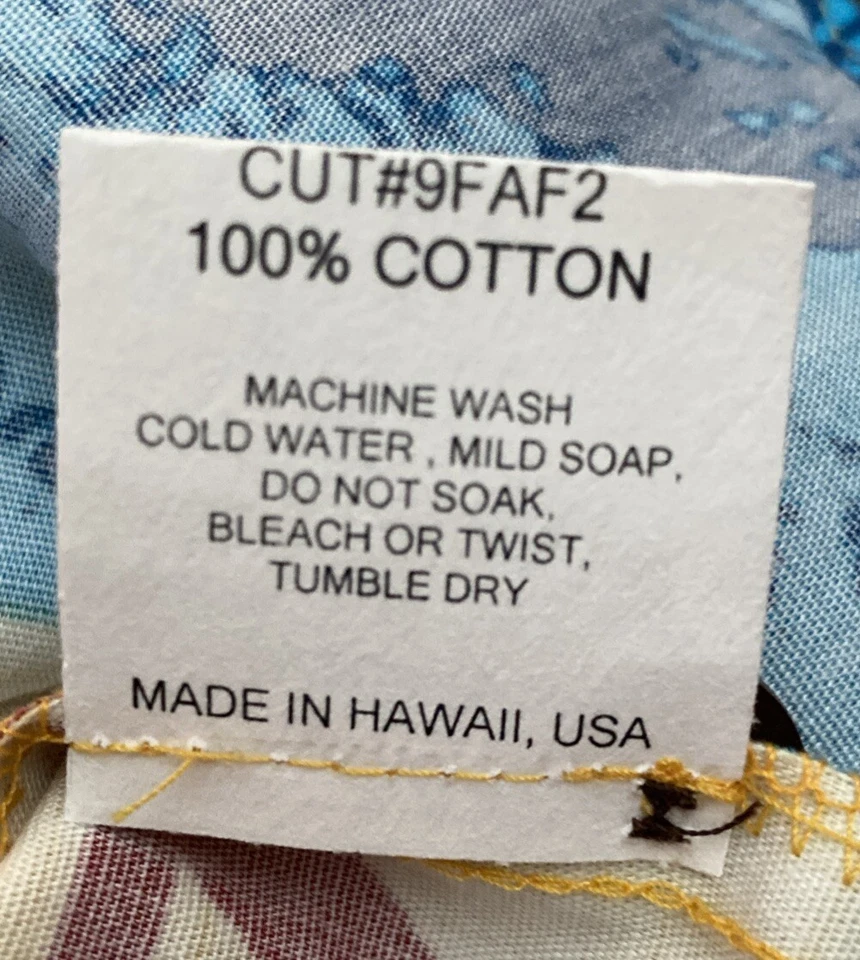 CUT#9FAF2
100% COTTON
MACHINE WASH
COLD WATER , MILD SOAP,
DO NOT SOAK,
BLEACH OR TWIST,
TUMBLE DRY
MADE IN HAWAII, USA